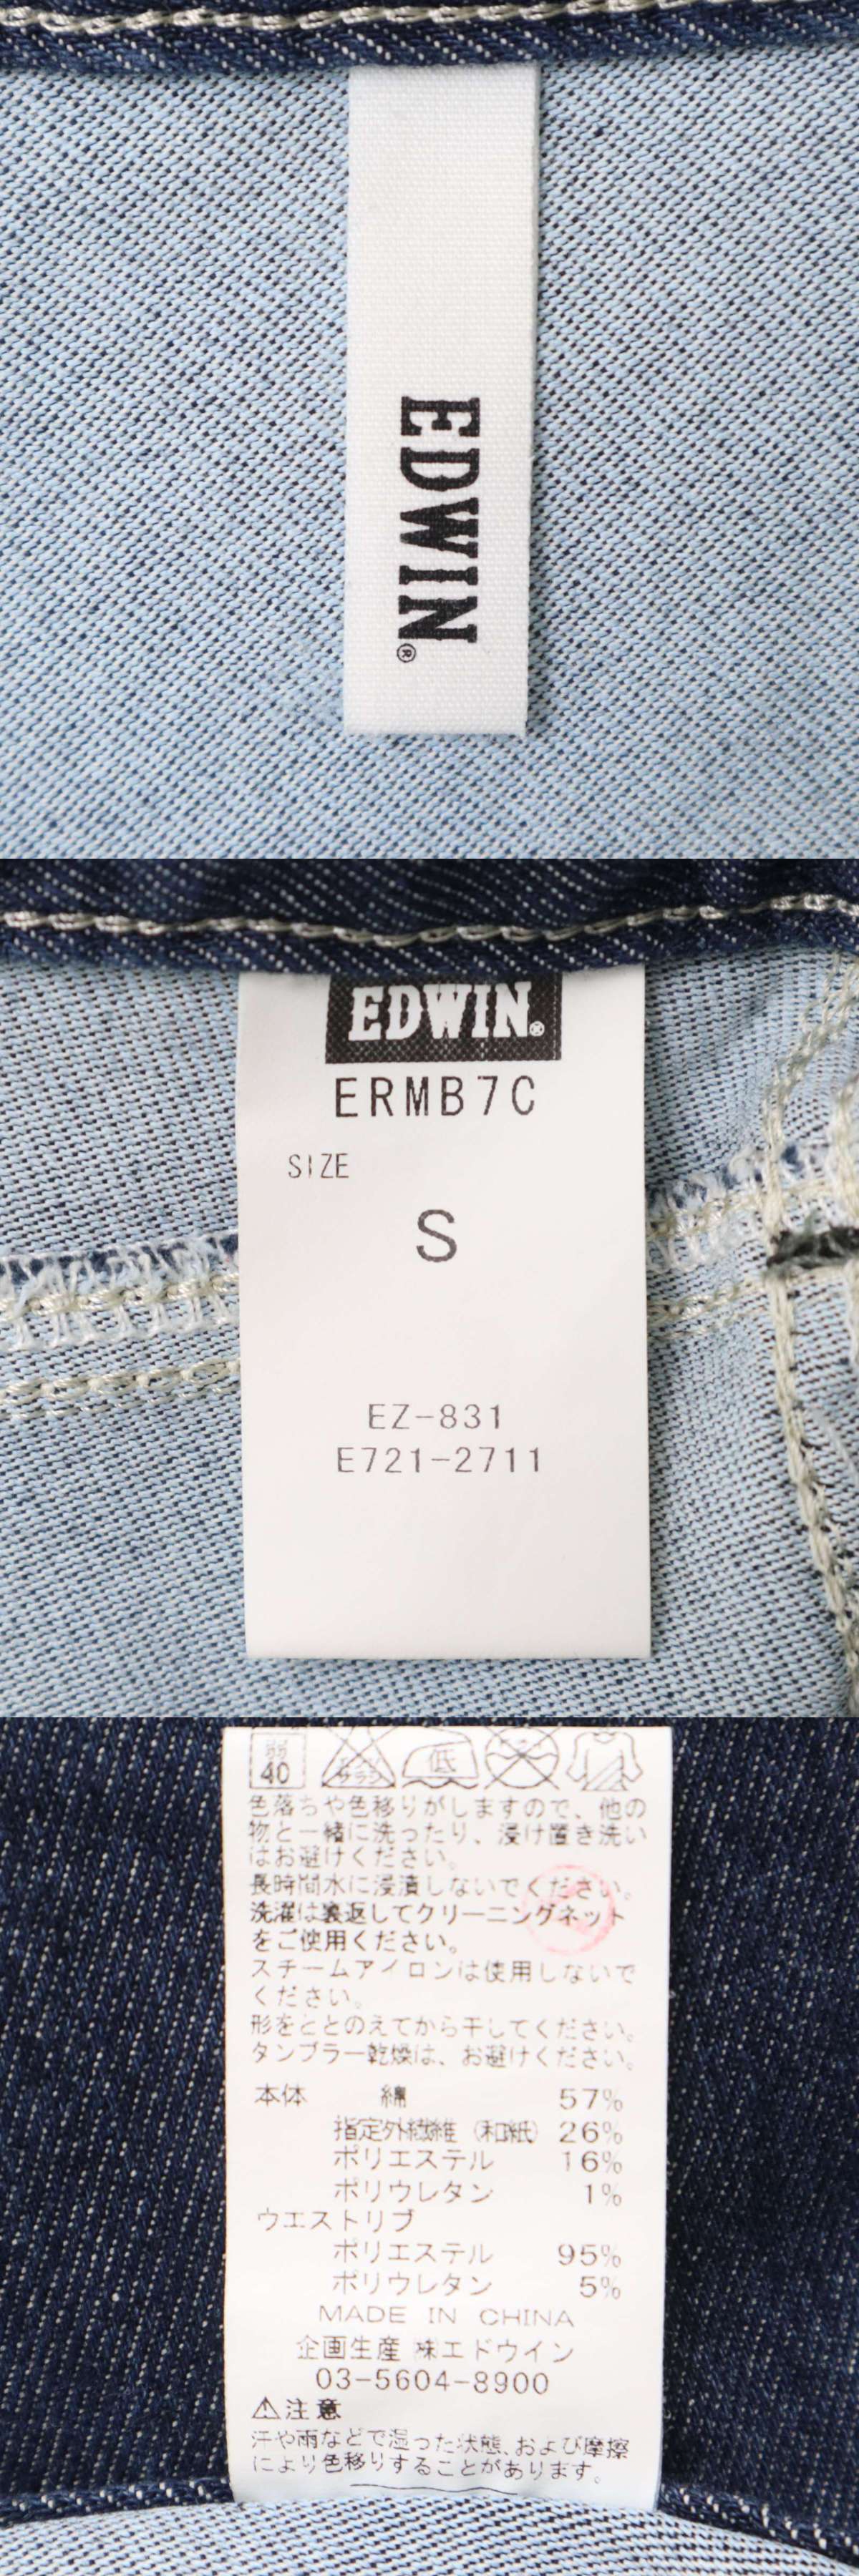 EDWIN®
EDWIN®
ERMB7C
SIZE
S
EZ-831
E721-2711
弱
40
エンソ
サラシ
低
色落ちや色移りがしますので、他の
物と一緒に洗ったり、浸け置き洗い
はお避けください。
長時間水に浸漬しないでください。
洗濯は裏返してクリーニングネット
をご使用ください。
スチームアイロンは使用しないで
ください。
形をととのえてから干してください。
タンブラー乾燥は、お避けください。
本体 綿 57%
指定外繊維（和紙） 26%
ポリエステル 16%
ポリウレタン 1%
ウエストリブ
ポリエステル 95%
ポリウレタン 5%
MADE IN CHINA
企画生産 ㈱エドウイン
03-5604-8900
⚠注意
汗や雨などで湿った状態、および摩擦
により色移りすることがあります。